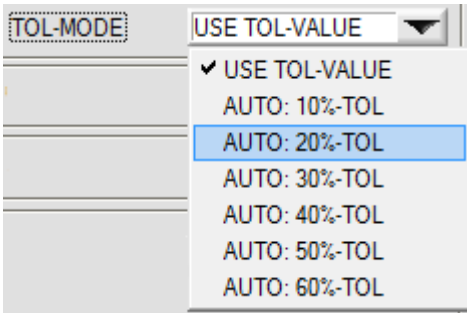 TOL-MODE USE TOL-VALUE
USE TOL-VALUE
AUTO: 10%-TOL
AUTO: 20%-TOL
AUTO: 30%-TOL
AUTO: 40%-TOL
AUTO: 50%-TOL
AUTO: 60%-TOL